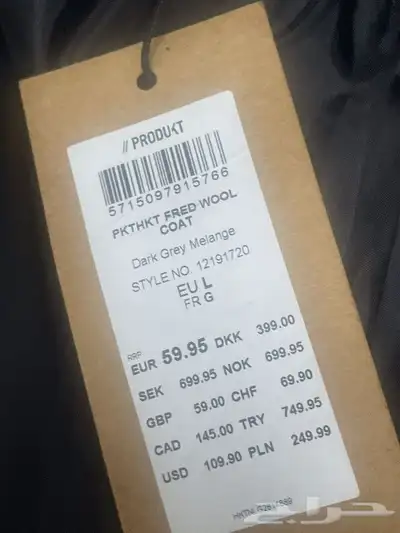 // PRODUKT
5715097915766
PKTHKT FRED WOOL
COAT
Dark Grey Melange
STYLE NO. 12191720
EU L
FR G
RRP
EUR 59.95 DKK 399.00
SEK 699.95 NOK 699.95
GBP 59.00 CHF 69.90
CAD 145.00 TRY 749.95
USD 109.90 PLN 249.99
حراج